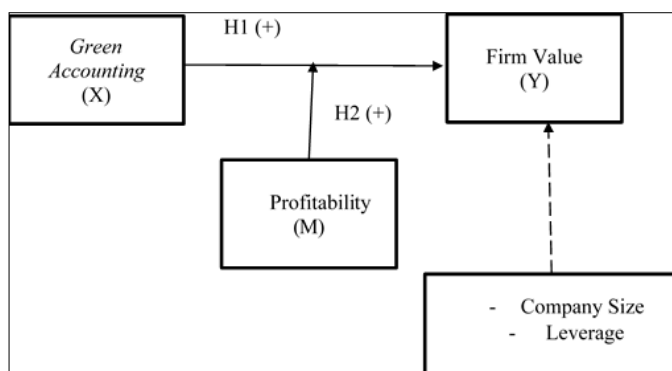 H1 (+)
Green
Accounting
(X)
Firm Value
(Y)
H2 (+)
Profitability
(M)
- Company Size
- Leverage